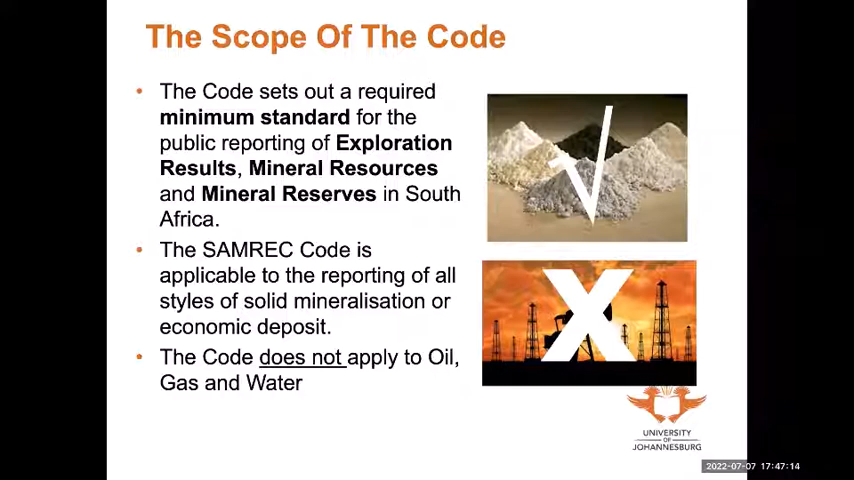 The Scope Of The Code
• The Code sets out a required
minimum standard for the
public reporting of Exploration
Results, Mineral Resources
and Mineral Reserves in South
Africa.
• The SAMREC Code is
applicable to the reporting of all
styles of solid mineralisation or
economic deposit.
• The Code does not apply to Oil,
Gas and Water
UNIVERSITY
OF
JOHANNESBURG
2022-07-07 17:47:14